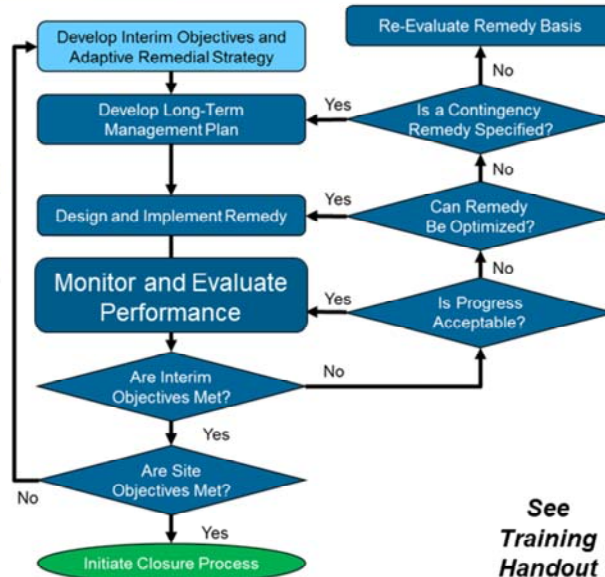 Develop Interim Objectives and
Adaptive Remedial Strategy
Re-Evaluate Remedy Basis
No
Develop Long-Term
Management Plan
Yes
Is a Contingency
Remedy Specified?
No
Design and Implement Remedy
Yes
Can Remedy
Be Optimized?
No
Monitor and Evaluate
Performance
Yes
Is Progress
Acceptable?
Are Interim
Objectives Met?
No
Yes
Are Site
Objectives Met?
No
Yes
Initiate Closure Process
See
Training
Handout